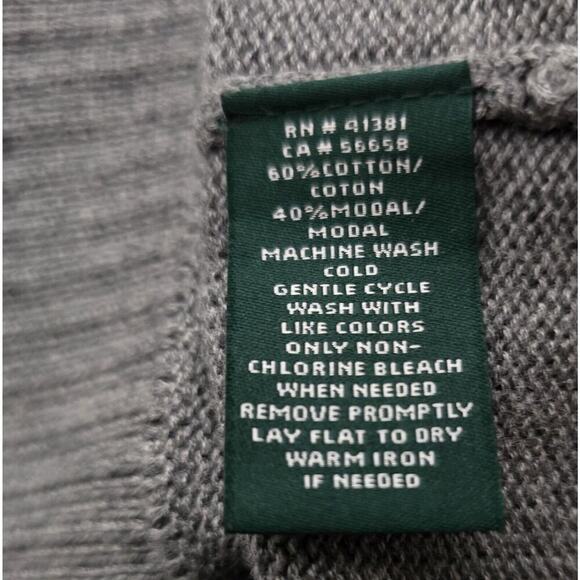 RN # 41381
CA # 56658
60%COTTON/
COTON
40%MODAL/
MODAL
MACHINE WASH
COLD
GENTLE CYCLE
WASH WITH
LIKE COLORS
ONLY NON-
CHLORINE BLEACH
WHEN NEEDED
REMOVE PROMPTLY
LAY FLAT TO DRY
WARM IRON
IF NEEDED